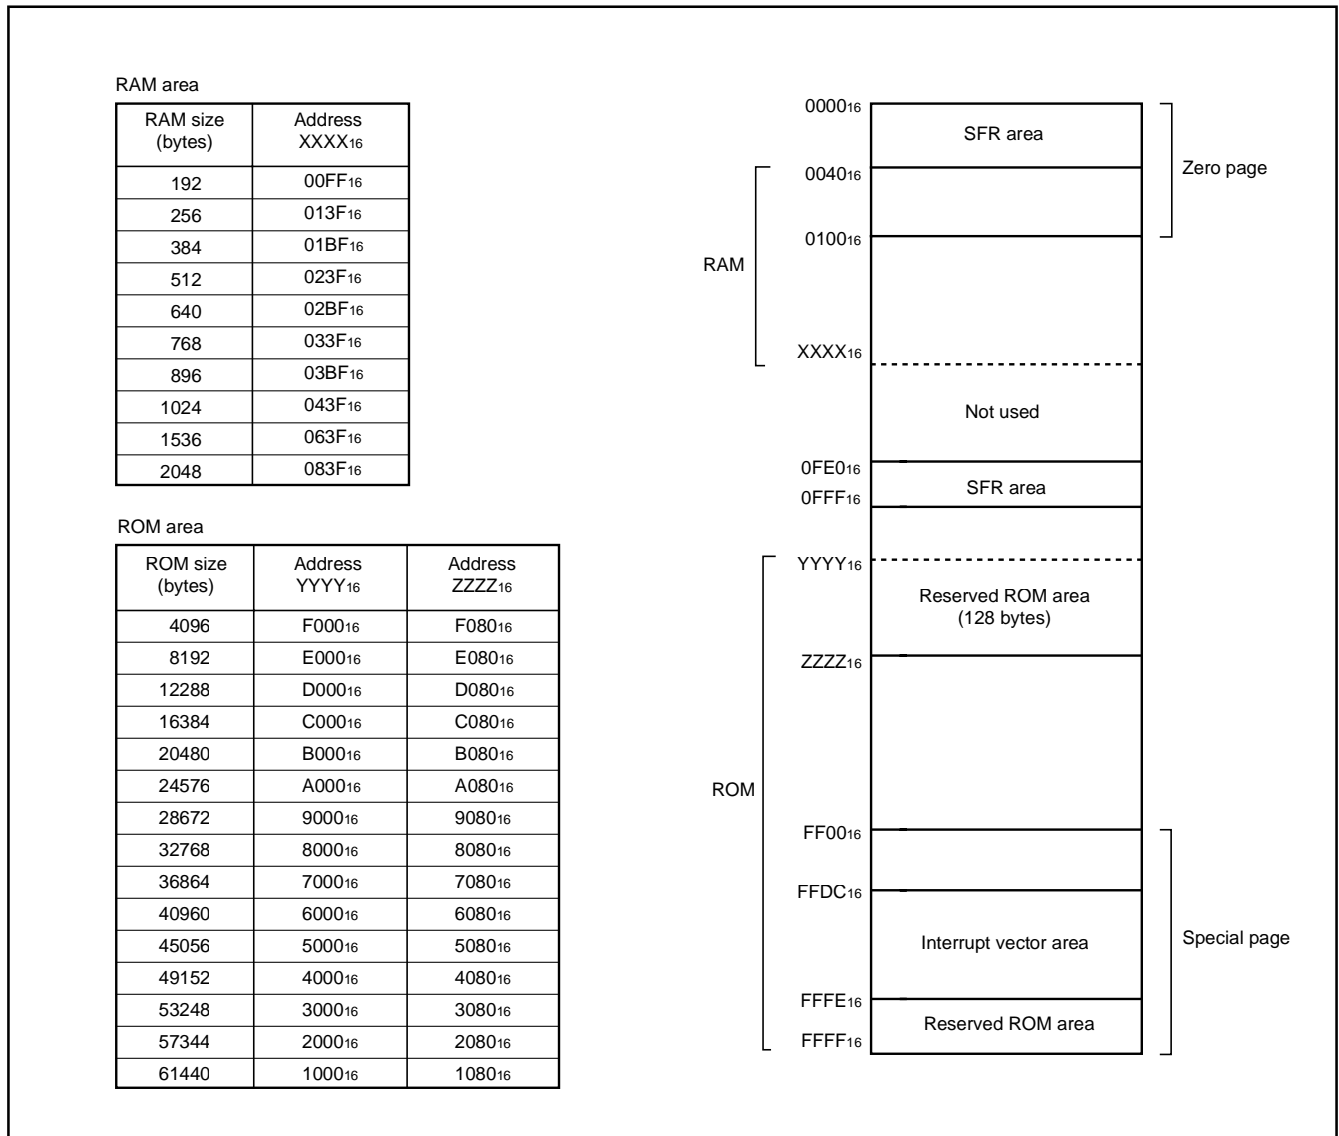 RAM area
RAM size (bytes) Address XXXX16
192 00FF16
256 013F16
384 01BF16
512 023F16
640 02BF16
768 033F16
896 03BF16
1024 043F16
1536 063F16
2048 083F16
ROM area
ROM size (bytes) Address YYYY16 Address ZZZZ16
4096 F00016 F08016
8192 E00016 E08016
12288 D00016 D08016
16384 C00016 C08016
20480 B00016 B08016
24576 A00016 A08016
28672 900016 908016
32768 800016 808016
36864 700016 708016
40960 600016 608016
45056 500016 508016
49152 400016 408016
53248 300016 308016
57344 200016 208016
61440 100016 108016
000016
SFR area
Zero page
004016
010016
RAM
XXXX16
Not used
0FE016
SFR area
0FFF16
YYYY16
Reserved ROM area
(128 bytes)
ZZZZ16
ROM
FF0016
FFDC16
Interrupt vector area
Special page
FFFE16
Reserved ROM area
FFFF16